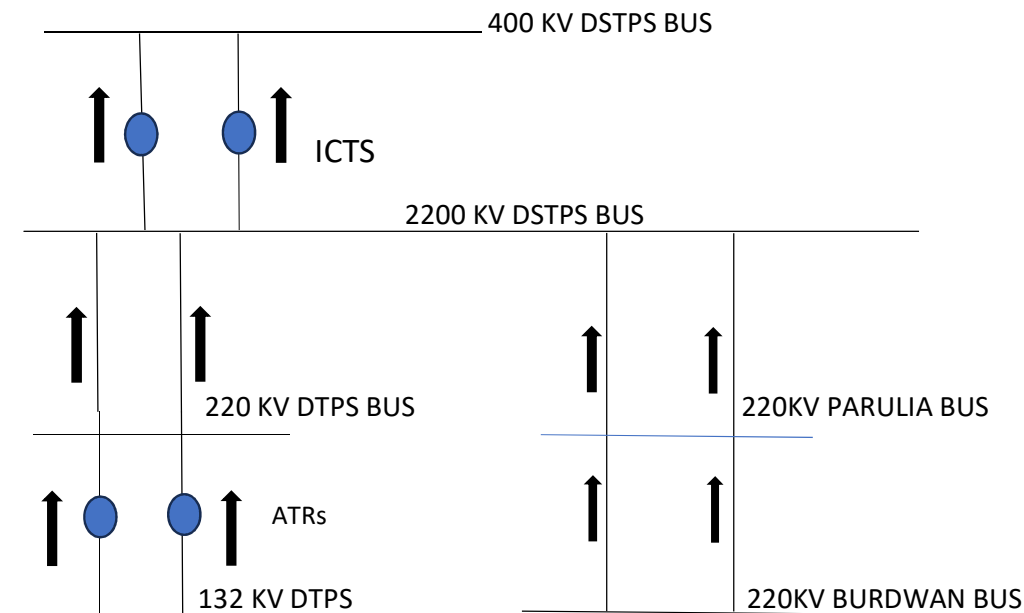 400 KV DSTPS BUS
ICTS
2200 KV DSTPS BUS
220 KV DTPS BUS
220KV PARULIA BUS
ATRs
132 KV DTPS
220KV BURDWAN BUS